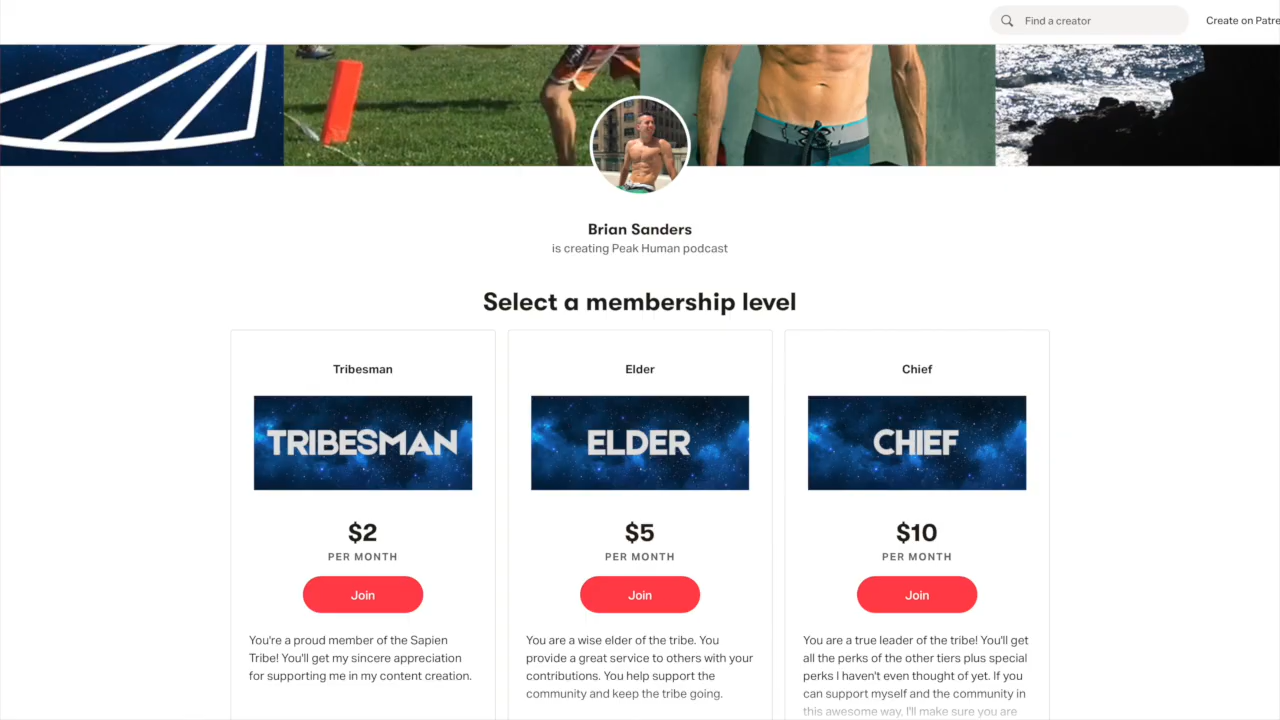 Find a creator
Create on Patre
Brian Sanders
is creating Peak Human podcast
Select a membership level
Tribesman
TRIBESMAN
$2
PER MONTH
Join
You're a proud member of the Sapien
Tribe! You'll get my sincere appreciation
for supporting me in my content creation.
Elder
ELDER
$5
PER MONTH
Join
You are a wise elder of the tribe. You
provide a great service to others with your
contributions. You help support the
community and keep the tribe going.
Chief
CHIEF
$10
PER MONTH
Join
You are a true leader of the tribe! You'll get
all the perks of the other tiers plus special
perks I haven't even thought of yet. If you
can support myself and the community in
this awesome way, I'll make sure you are